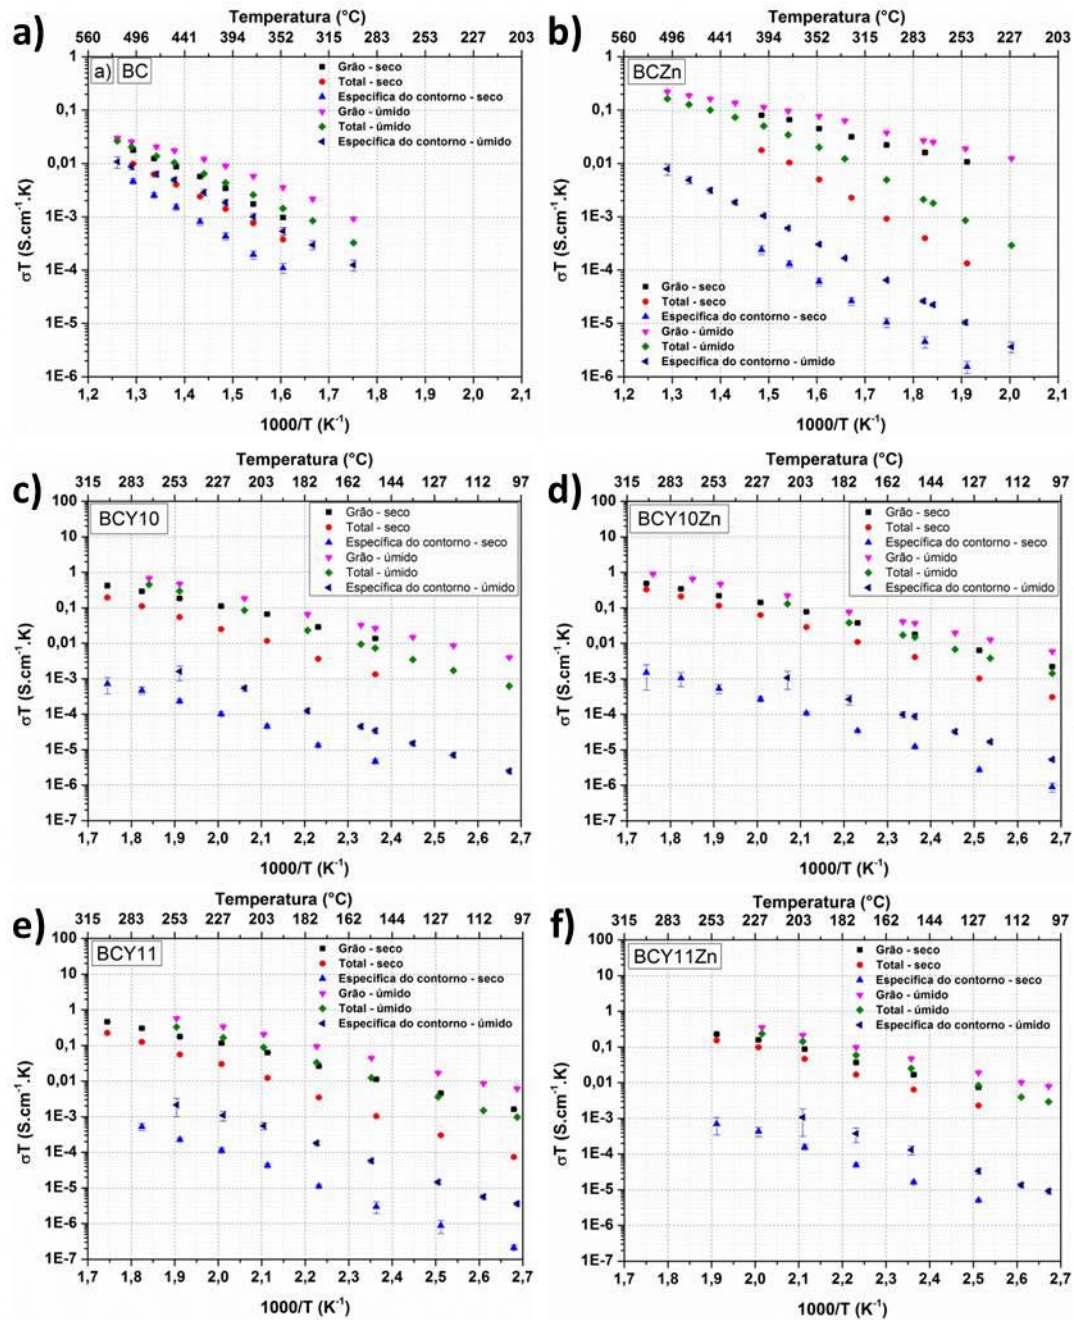 a)
Temperatura (°C)
560 496 441 394 352 315 283 253 227 203
a) BC
Grão - seco
Total - seco
Específica do contorno - seco
Grão - úmido
Total - úmido
Específica do contorno - úmido
1
0,1
0,01
1E-3
1E-4
1E-5
1E-6
σT (S.cm⁻¹.K)
1,2 1,3 1,4 1,5 1,6 1,7 1,8 1,9 2,0 2,1
1000/T (K⁻¹)
b)
Temperatura (°C)
560 496 441 394 352 315 283 253 227 203
BCZn
Grão - seco
Total - seco
Específica do contorno - seco
Grão - úmido
Total - úmido
Específica do contorno - úmido
1
0,1
0,01
1E-3
1E-4
1E-5
1E-6
σT (S.cm⁻¹.K)
1,2 1,3 1,4 1,5 1,6 1,7 1,8 1,9 2,0 2,1
1000/T (K⁻¹)
c)
Temperatura (°C)
315 283 253 227 203 182 162 144 127 112 97
BCY10
Grão - seco
Total - seco
Específica do contorno - seco
Grão - úmido
Total - úmido
Específica do contorno - úmido
100
10
1
0,1
0,01
1E-3
1E-4
1E-5
1E-6
1E-7
σT (S.cm⁻¹.K)
1,7 1,8 1,9 2,0 2,1 2,2 2,3 2,4 2,5 2,6 2,7
1000/T (K⁻¹)
d)
Temperatura (°C)
315 283 253 227 203 182 162 144 127 112 97
BCY10Zn
Grão - seco
Total - seco
Específica do contorno - seco
Grão - úmido
Total - úmido
Específica do contorno - úmido
100
10
1
0,1
0,01
1E-3
1E-4
1E-5
1E-6
1E-7
σT (S.cm⁻¹.K)
1,7 1,8 1,9 2,0 2,1 2,2 2,3 2,4 2,5 2,6 2,7
1000/T (K⁻¹)
e)
Temperatura (°C)
315 283 253 227 203 182 162 144 127 112 97
BCY11
Grão - seco
Total - seco
Específica do contorno - seco
Grão - úmido
Total - úmido
Específica do contorno - úmido
100
10
1
0,1
0,01
1E-3
1E-4
1E-5
1E-6
1E-7
σT (S.cm⁻¹.K)
1,7 1,8 1,9 2,0 2,1 2,2 2,3 2,4 2,5 2,6 2,7
1000/T (K⁻¹)
f)
Temperatura (°C)
315 283 253 227 203 182 162 144 127 112 97
BCY11Zn
Grão - seco
Total - seco
Específica do contorno - seco
Grão - úmido
Total - úmido
Específica do contorno - úmido
100
10
1
0,1
0,01
1E-3
1E-4
1E-5
1E-6
1E-7
σT (S.cm⁻¹.K)
1,7 1,8 1,9 2,0 2,1 2,2 2,3 2,4 2,5 2,6 2,7
1000/T (K⁻¹)